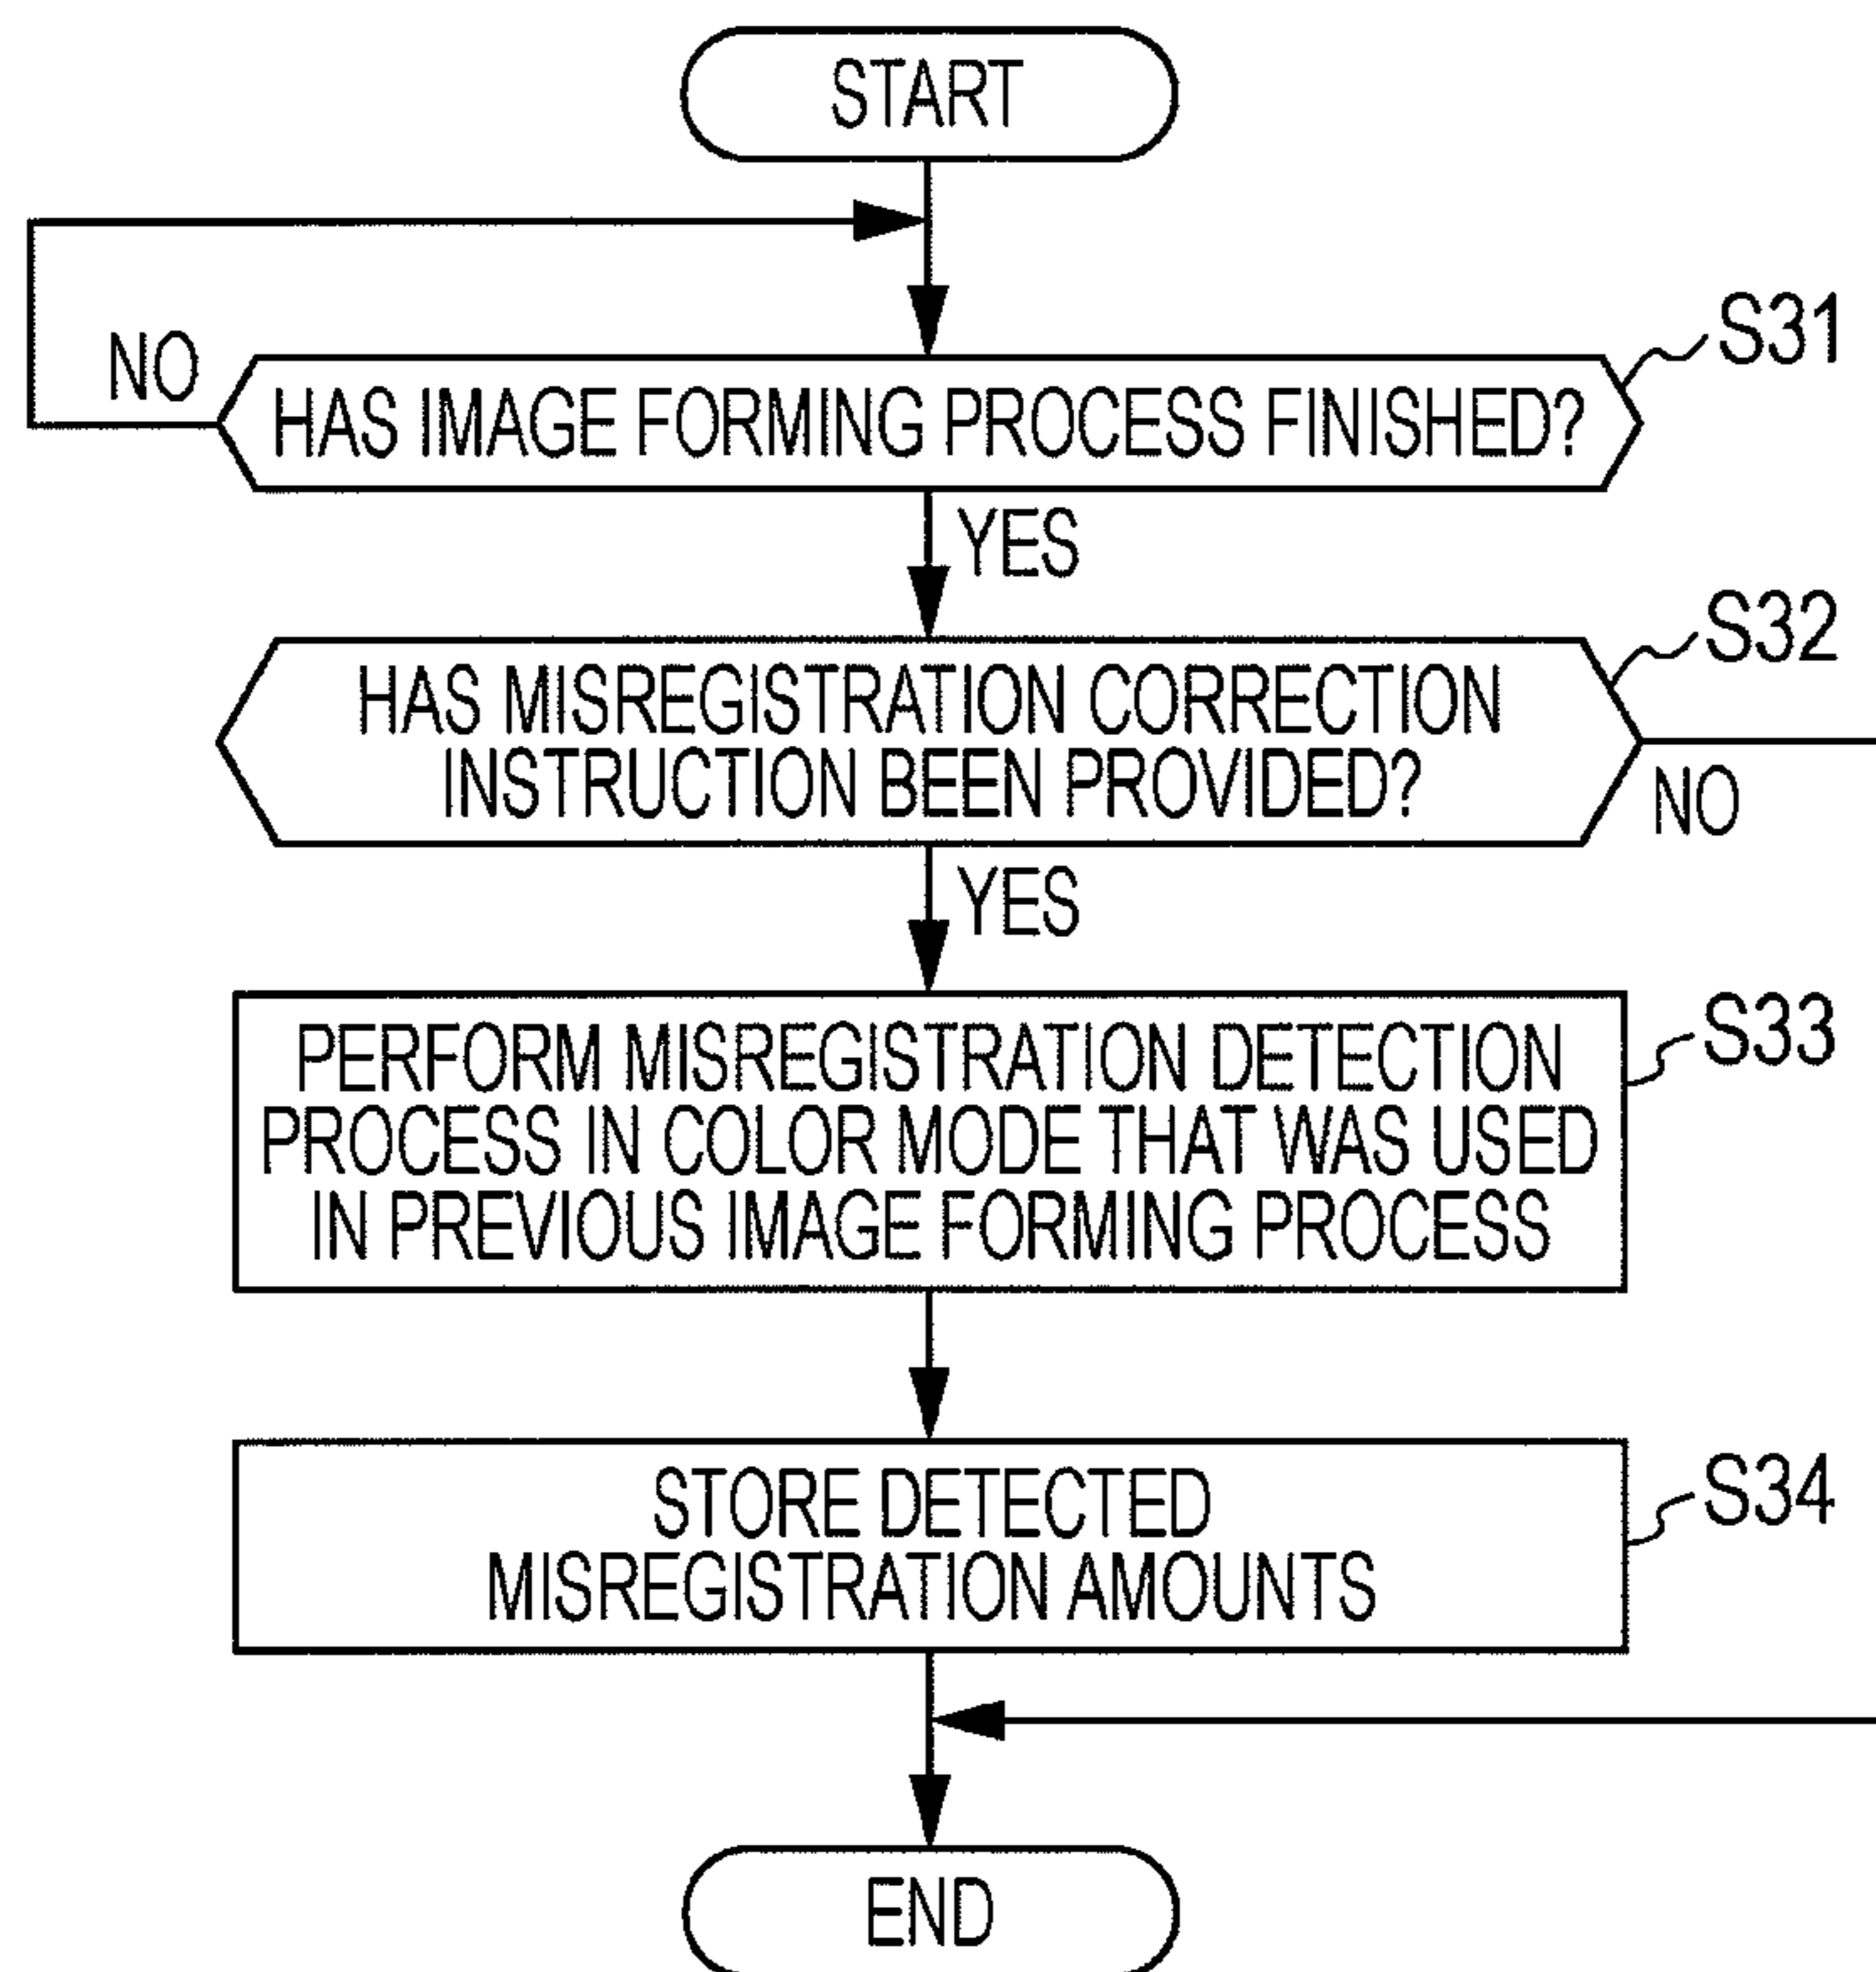 START
NO
S31
HAS IMAGE FORMING PROCESS FINISHED?
YES
S32
HAS MISREGISTRATION CORRECTION
INSTRUCTION BEEN PROVIDED?
NO
YES
S33
PERFORM MISREGISTRATION DETECTION
PROCESS IN COLOR MODE THAT WAS USED
IN PREVIOUS IMAGE FORMING PROCESS
S34
STORE DETECTED
MISREGISTRATION AMOUNTS
END